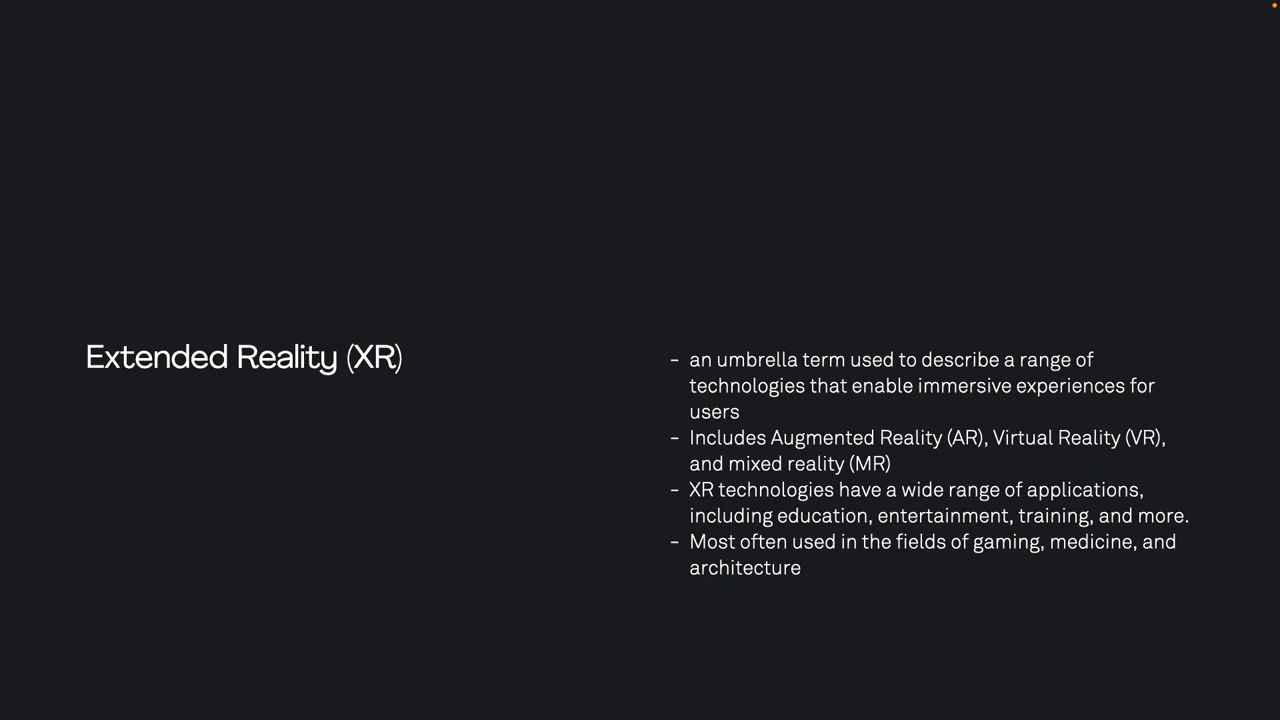 Extended Reality (XR)
- an umbrella term used to describe a range of
technologies that enable immersive experiences for
users
- Includes Augmented Reality (AR), Virtual Reality (VR),
and mixed reality (MR)
- XR technologies have a wide range of applications,
including education, entertainment, training, and more.
- Most often used in the fields of gaming, medicine, and
architecture